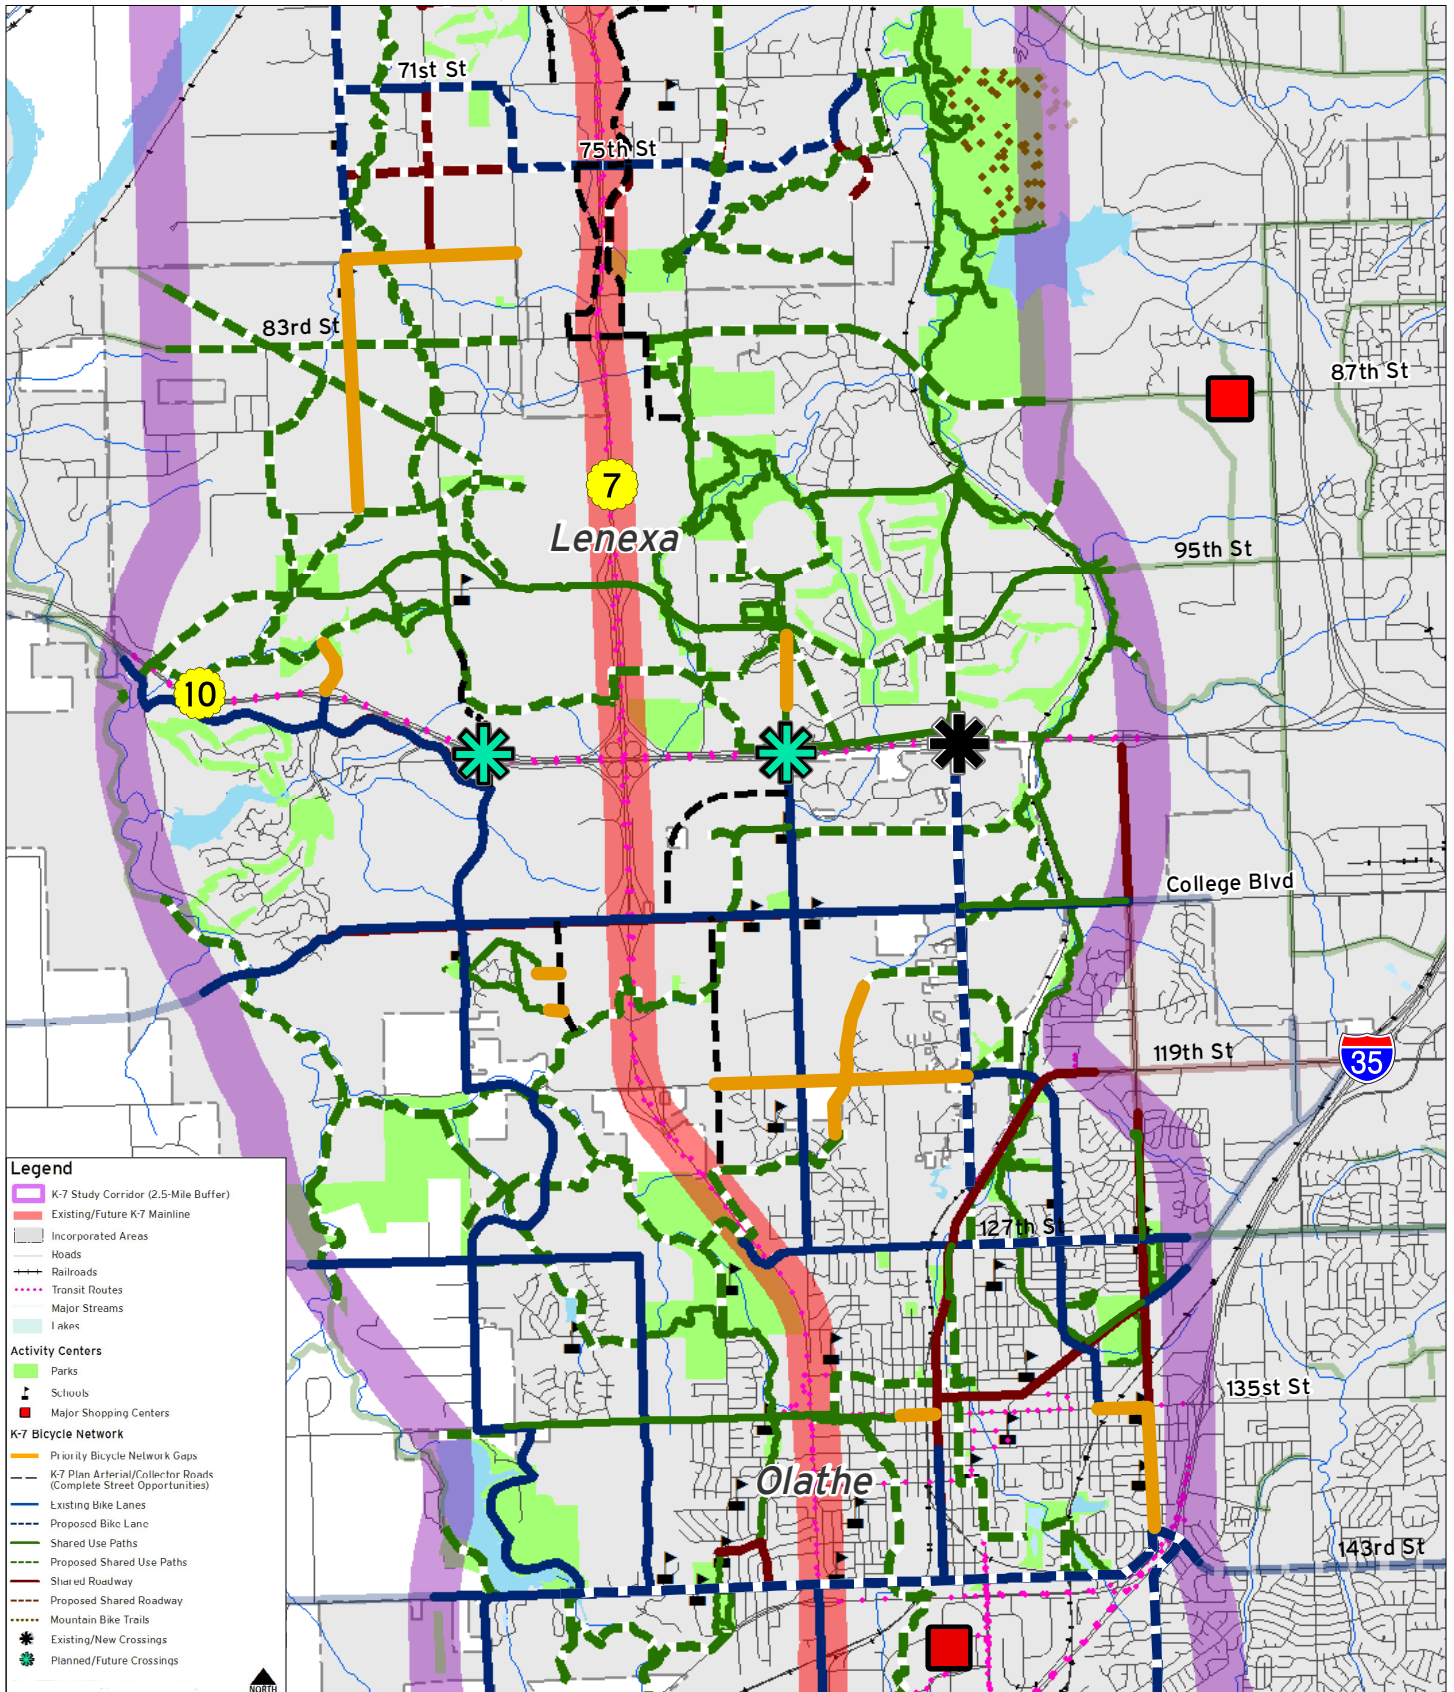 71st St
75th St
83rd St
87th St
7
Lenexa
95th St
10
College Blvd
119th St
35
127th St
135st St
Olathe
143rd St
Legend
K-7 Study Corridor (2.5-Mile Buffer)
Existing/Future K-7 Mainline
Incorporated Areas
Roads
Railroads
Transit Routes
Major Streams
Lakes
Activity Centers
Parks
Schools
Major Shopping Centers
K-7 Bicycle Network
Priority Bicycle Network Gaps
K-7 Plan Arterial/Collector Roads
(Complete Street Opportunities)
Existing Bike Lanes
Proposed Bike Lane
Shared Use Paths
Proposed Shared Use Paths
Shared Roadway
Proposed Shared Roadway
Mountain Bike Trails
Existing/New Crossings
Planned/Future Crossings
NORTH